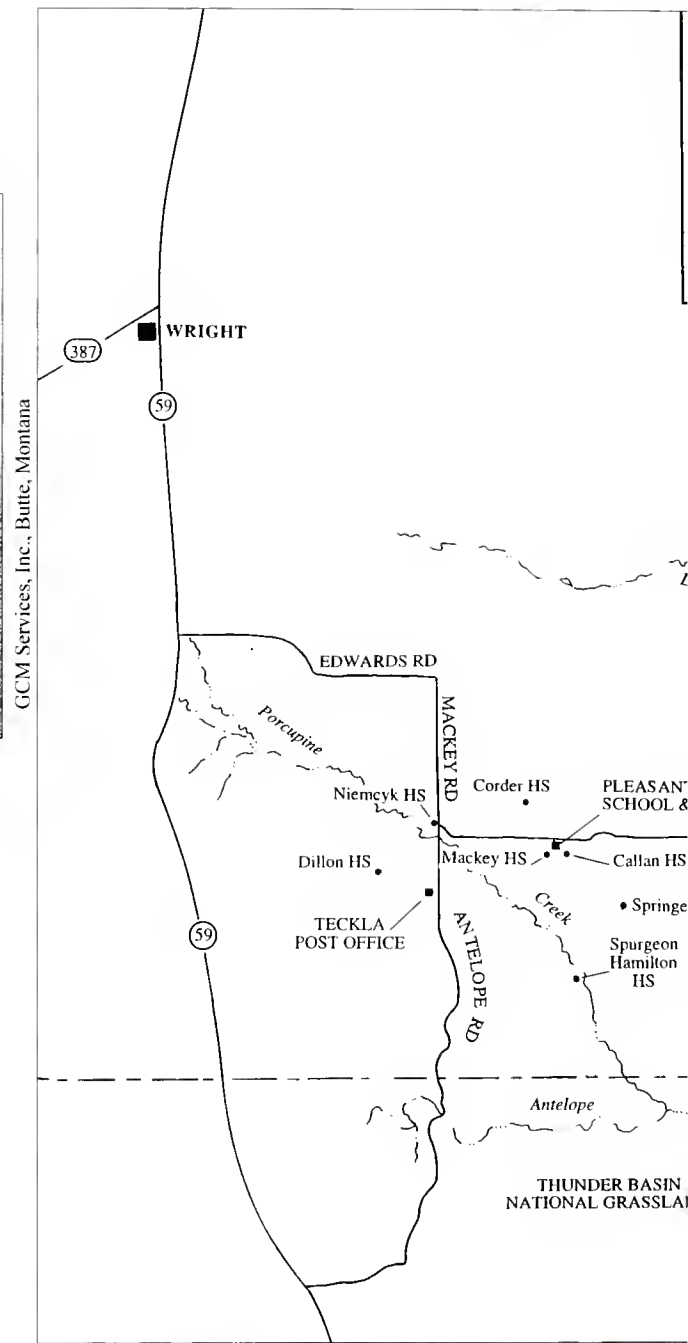 GCM Services, Inc., Butte, Montana
WRIGHT
387
59
EDWARDS RD
MACKEY RD
Porcupine
Niemcyk HS
Corder HS
PLEASANT
SCHOOL &
Mackey HS
Callan HS
Dillon HS
Creek
Springe
TECKLA
POST OFFICE
ANTELOPE RD
59
Spurgeon
Hamilton
HS
Antelope
THUNDER BASIN
NATIONAL GRASSLA